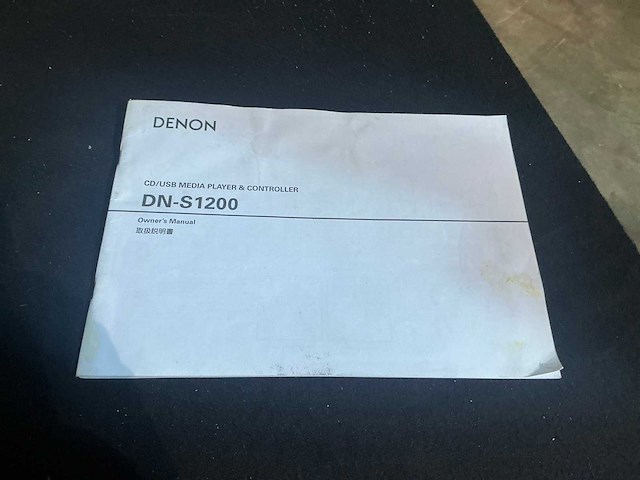 DENON
CD/USB MEDIA PLAYER & CONTROLLER
DN-S1200
Owner's Manual
取扱説明書